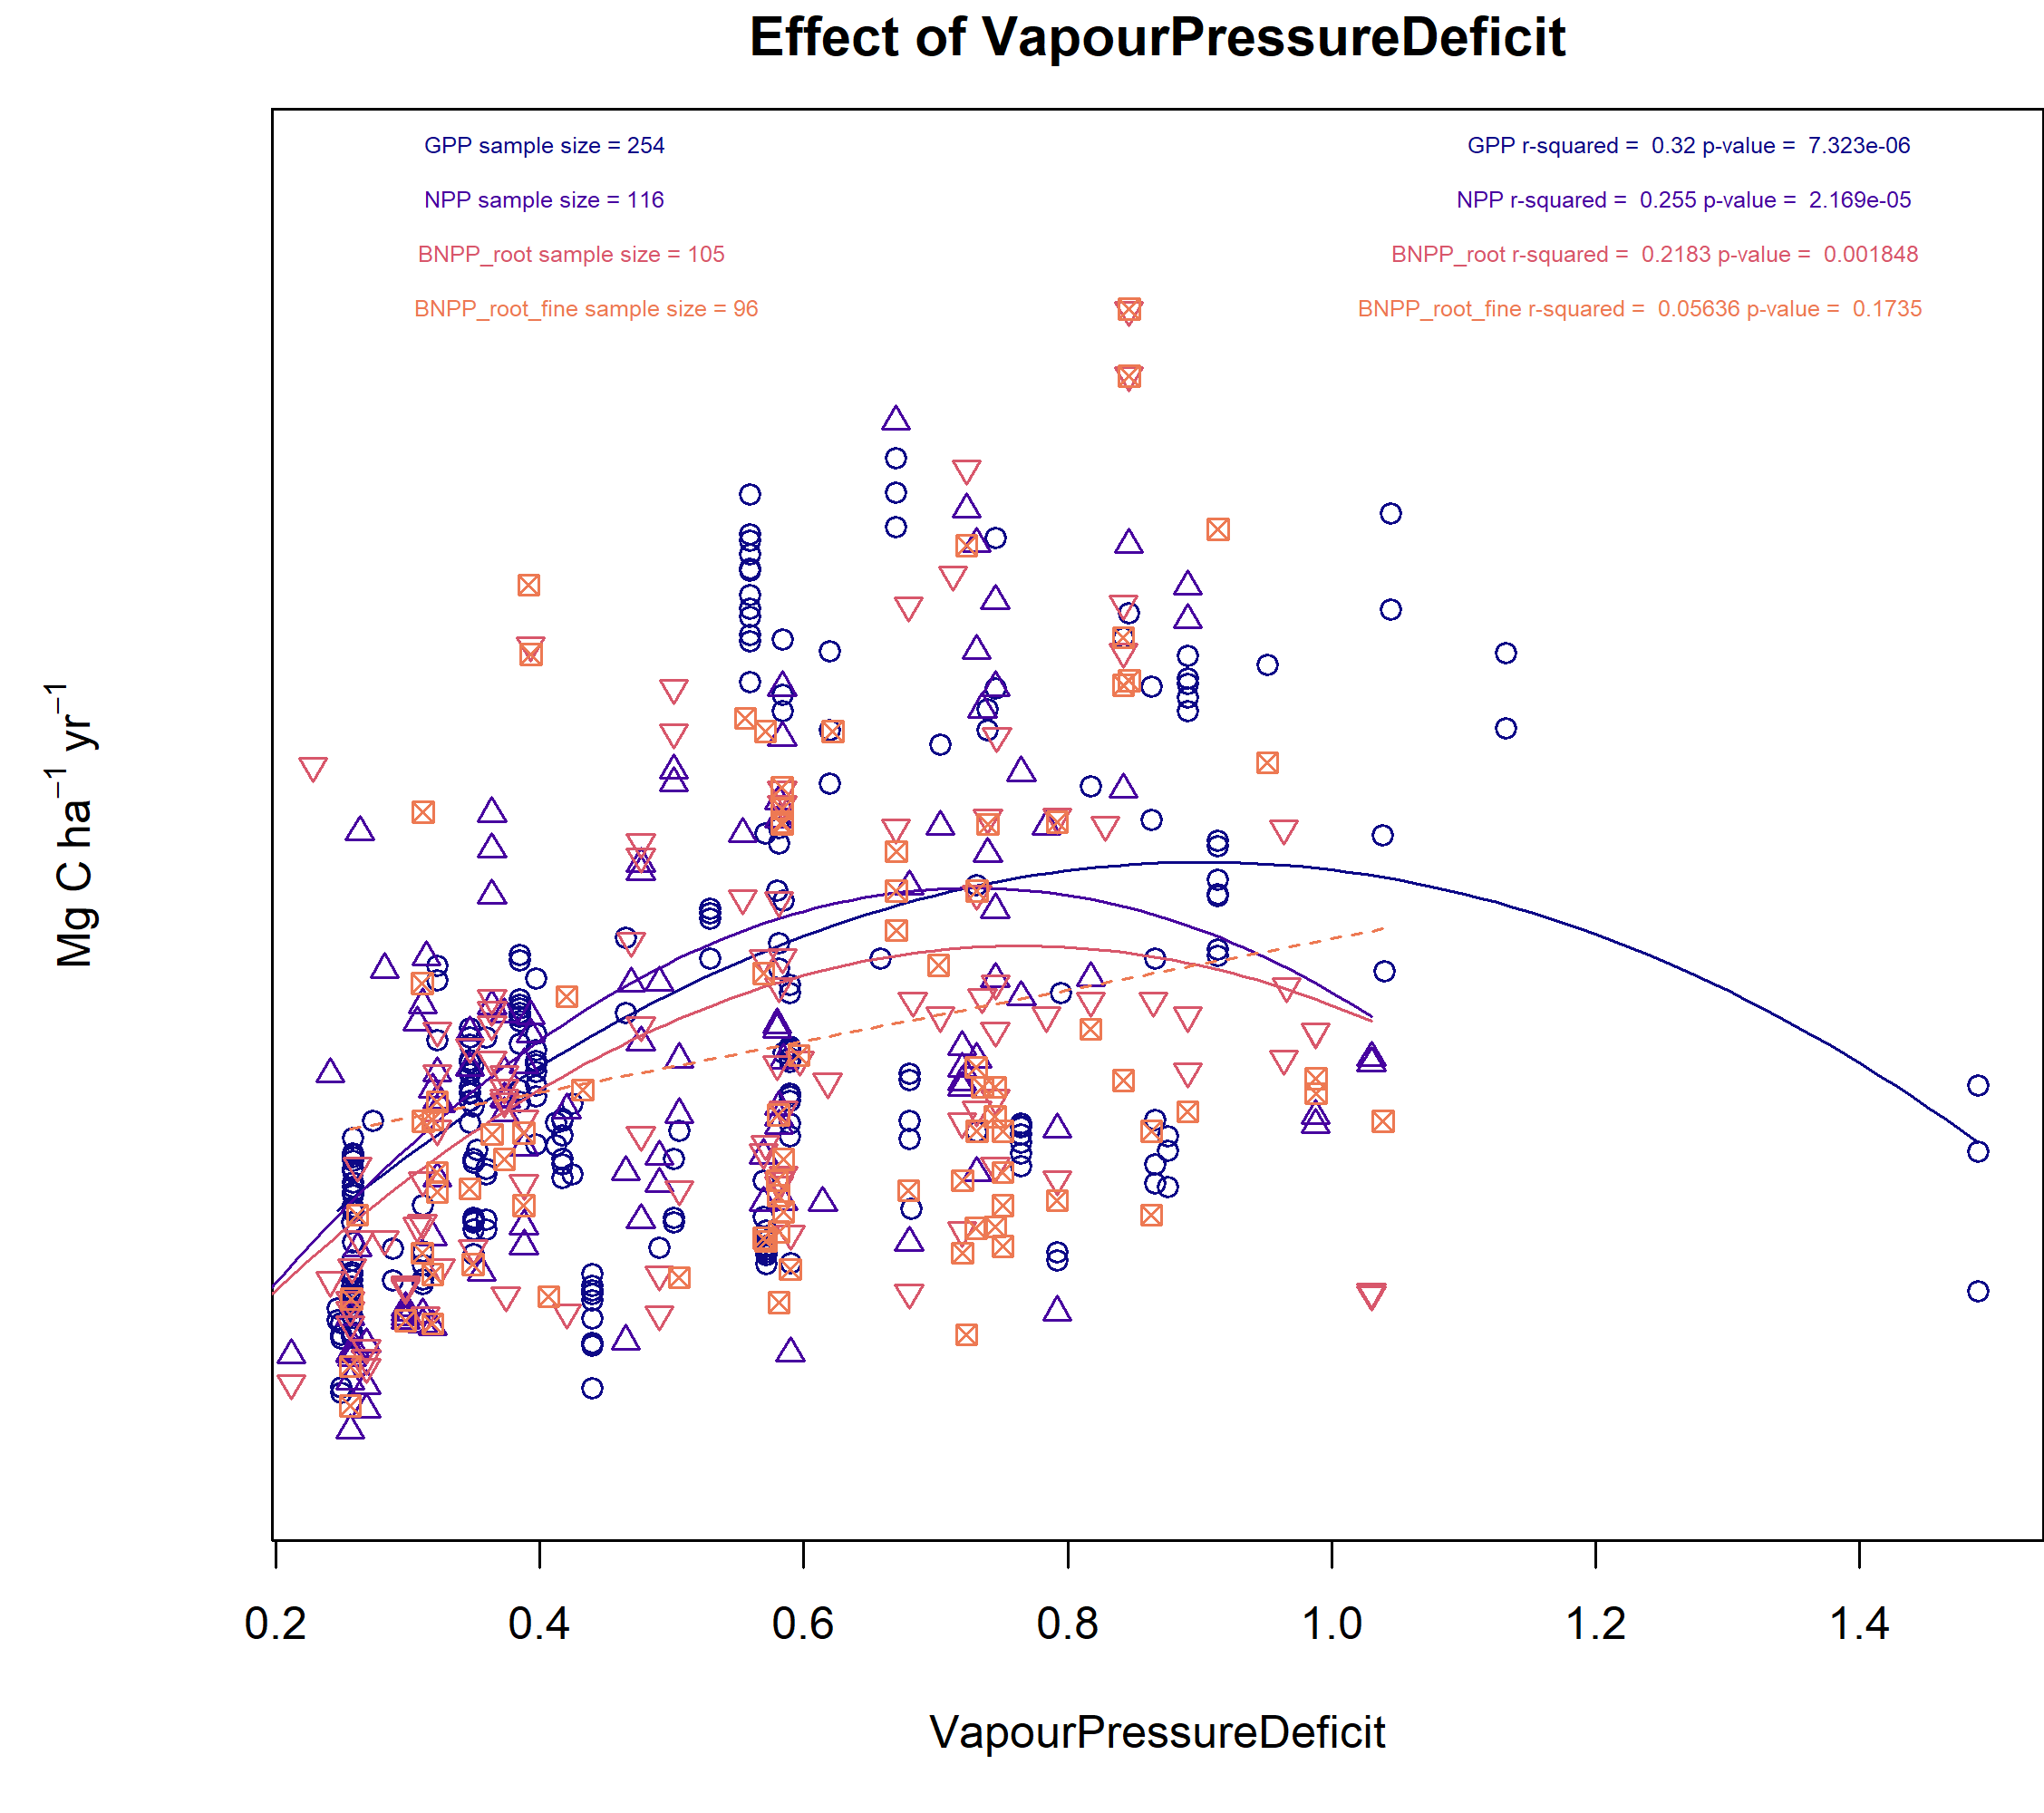 Effect of VapourPressureDeficit
GPP sample size = 254
GPP r-squared =  0.32 p-value =  7.323e-06
NPP sample size = 116
NPP r-squared =  0.255 p-value =  2.169e-05
BNPP_root sample size = 105
BNPP_root r-squared =  0.2183 p-value =  0.001848
BNPP_root_fine sample size = 96
BNPP_root_fine r-squared =  0.05636 p-value =  0.1735
Mg C ha⁻¹ yr⁻¹
0.2 0.4 0.6 0.8 1.0 1.2 1.4
VapourPressureDeficit